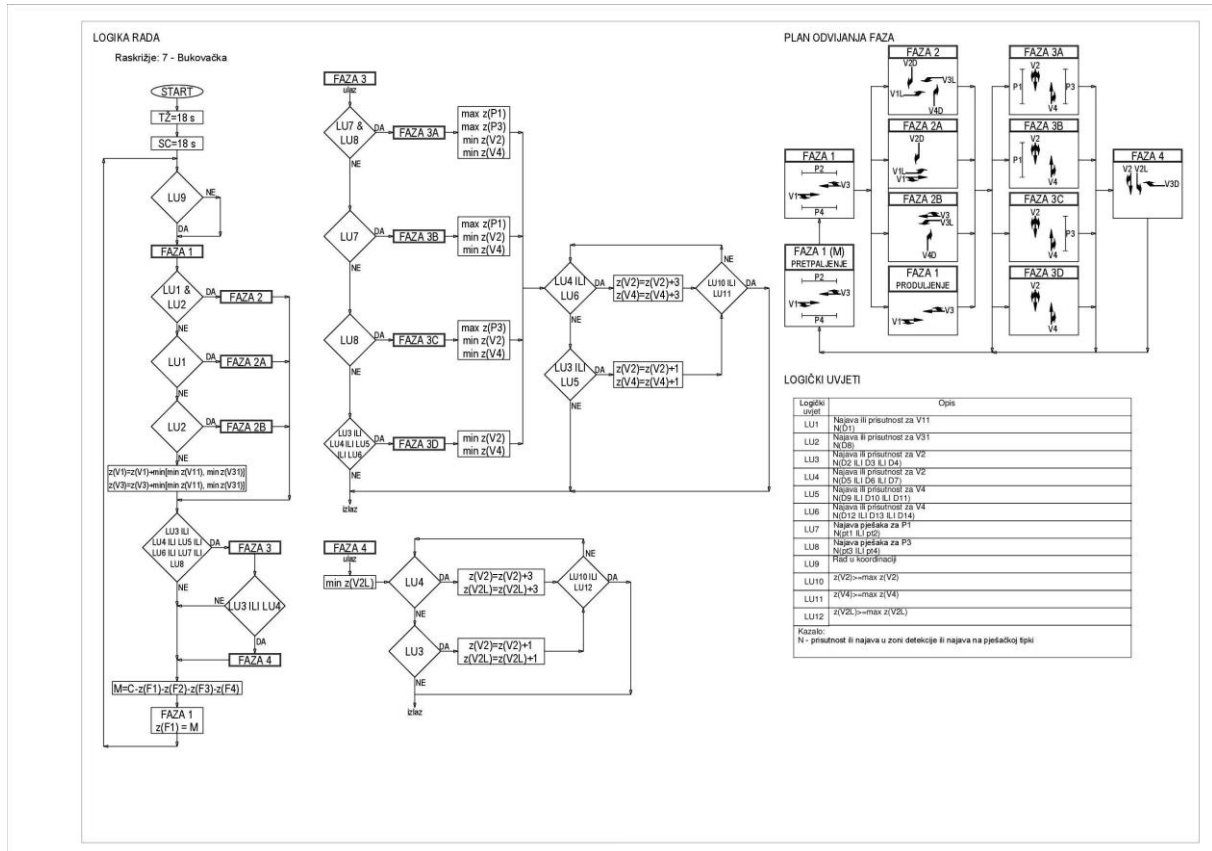 LOGIKA RADA
Raskrižje: 7 - Bukovačka
START
TŽ=18 s
SC=18 s
LU9
NE
DA
FAZA 1
LU1 &
LU2
DA
FAZA 2
NE
LU1
DA
FAZA 2A
NE
LU2
DA
FAZA 2B
NE
z(V1)=z(V1)+min[min z(V11), min z(V31)]
z(V3)=z(V3)+min[min z(V11), min z(V31)]
LU3 ILI
LU4 ILI LU5 ILI
LU6 ILI LU7 ILI
LU8
DA
FAZA 3
NE
NE
LU3 ILI LU4
DA
FAZA 4
M=C-z(F1)-z(F2)-z(F3)-z(F4)
FAZA 1
z(F1) = M
FAZA 3
ulaz
LU7 &
LU8
DA
FAZA 3A
max z(P1)
max z(P3)
min z(V2)
min z(V4)
NE
LU7
DA
FAZA 3B
max z(P1)
min z(V2)
min z(V4)
NE
LU8
DA
FAZA 3C
max z(P3)
min z(V2)
min z(V4)
NE
LU3 ILI
LU4 ILI LU5
ILI LU6
DA
FAZA 3D
min z(V2)
min z(V4)
NE
izlaz
LU4 ILI
LU6
DA
z(V2)=z(V2)+3
z(V4)=z(V4)+3
NE
LU10 ILI
LU11
DA
NE
LU3 ILI
LU5
DA
z(V2)=z(V2)+1
z(V4)=z(V4)+1
NE
FAZA 4
ulaz
min z(V2L)
LU4
DA
z(V2)=z(V2)+3
z(V2L)=z(V2L)+3
NE
LU10 ILI
LU12
DA
NE
LU3
DA
z(V2)=z(V2)+1
z(V2L)=z(V2L)+1
NE
izlaz
PLAN ODVIJANJA FAZA
FAZA 1
P2
V3
V1
P4
FAZA 1 (M)
PRETPALJENJE
P2
V3
V1
P4
FAZA 2
V2D
V3L
V1L
V4D
FAZA 2A
V2D
V1L
V1
FAZA 2B
V3
V3L
V4D
FAZA 1
PRODULJENJE
V3
V1
FAZA 3A
V2
P1
P3
V4
FAZA 3B
V2
P1
V4
FAZA 3C
V2
P3
V4
FAZA 3D
V2
V4
FAZA 4
V2 V2L
V3D
LOGIČKI UVJETI
Logički
uvjet
Opis
LU1
Najava ili prisutnost za V11
N(D1)
LU2
Najava ili prisutnost za V31
N(D8)
LU3
Najava ili prisutnost za V2
N(D2 ILI D3 ILI D4)
LU4
Najava ili prisutnost za V2
N(D5 ILI D6 ILI D7)
LU5
Najava ili prisutnost za V4
N(D9 ILI D10 ILI D11)
LU6
Najava ili prisutnost za V4
N(D12 ILI D13 ILI D14)
LU7
Najava pješaka za P1
N(pt1 ILI pt2)
LU8
Najava pješaka za P3
N(pt3 ILI pt4)
LU9
Rad u koordinaciji
LU10
z(V2)>=max z(V2)
LU11
z(V4)>=max z(V4)
LU12
z(V2L)>=max z(V2L)
Kazalo:
N - prisutnost ili najava u zoni detekcije ili najava na pješačkoj tipki